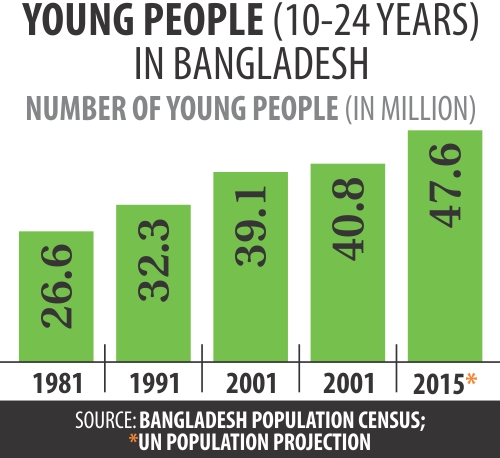 YOUNG PEOPLE (10-24 YEARS)
IN BANGLADESH
NUMBER OF YOUNG PEOPLE (IN MILLION)
26.6
32.3
39.1
40.8
47.6
1981 1991 2001 2001 2015*
SOURCE: BANGLADESH POPULATION CENSUS;
*UN POPULATION PROJECTION